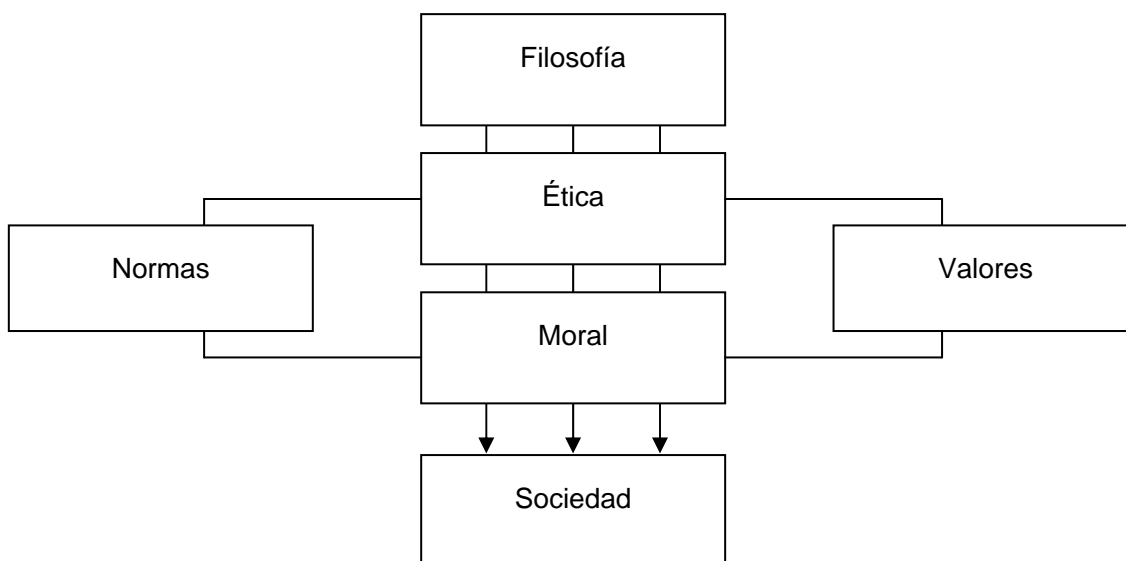 Filosofía
Ética
Normas
Valores
Moral
Sociedad